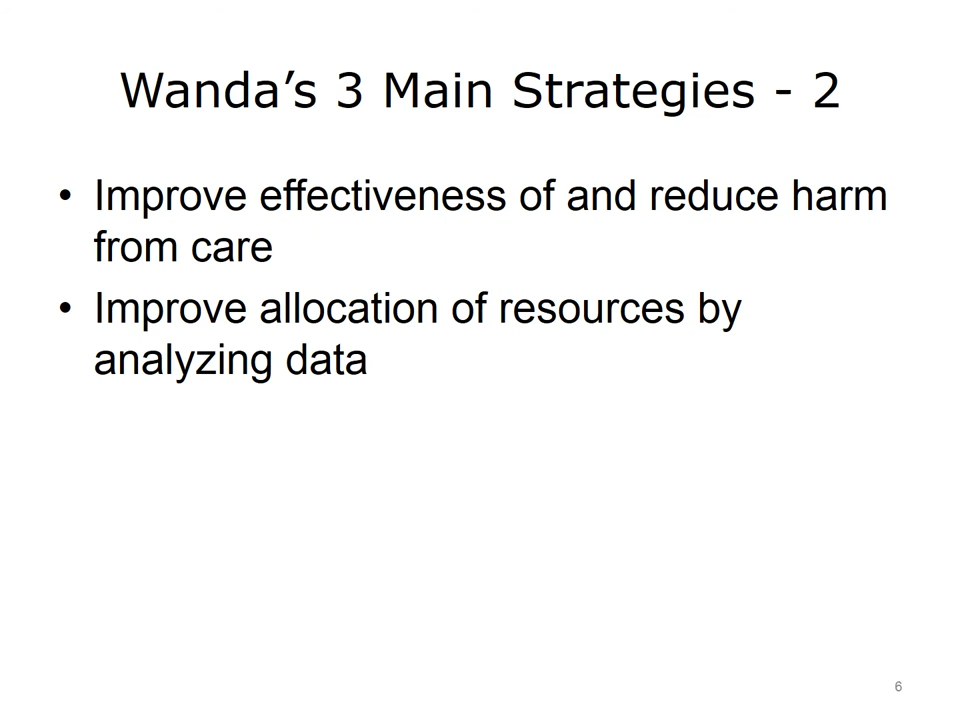 Wanda’s 3 Main Strategies - 2
• Improve effectiveness of and reduce harm
from care
• Improve allocation of resources by
analyzing data
6